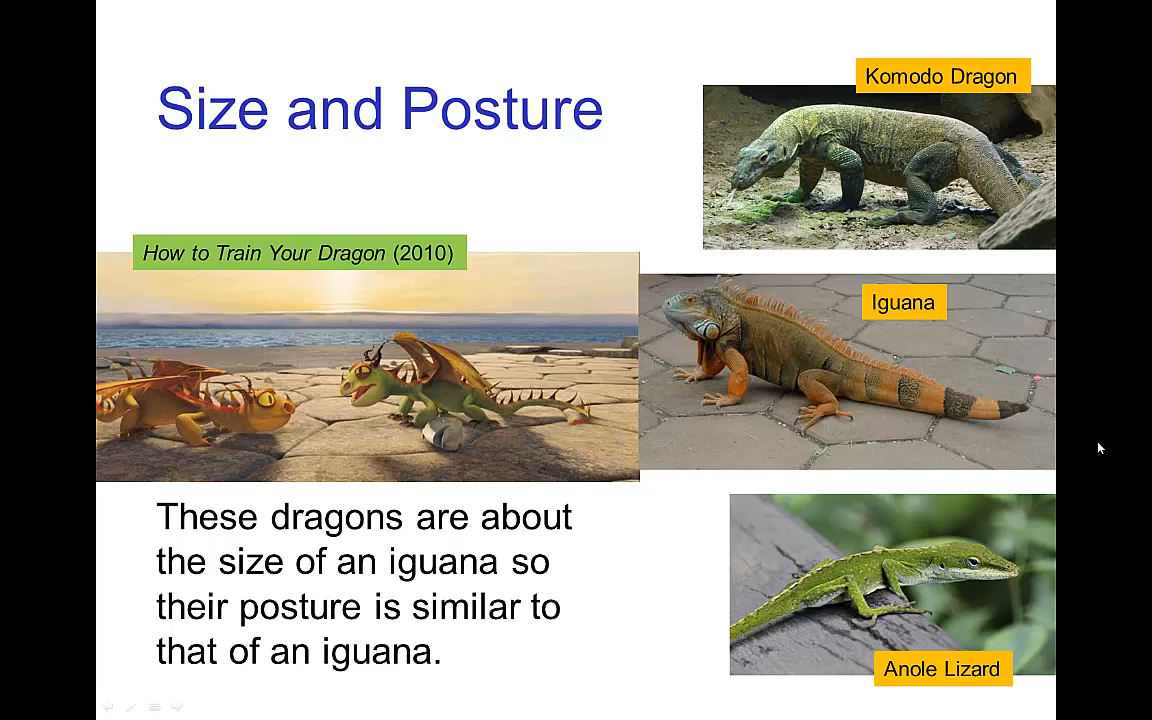 Size and Posture
Komodo Dragon
How to Train Your Dragon (2010)
Iguana
These dragons are about
the size of an iguana so
their posture is similar to
that of an iguana.
Anole Lizard